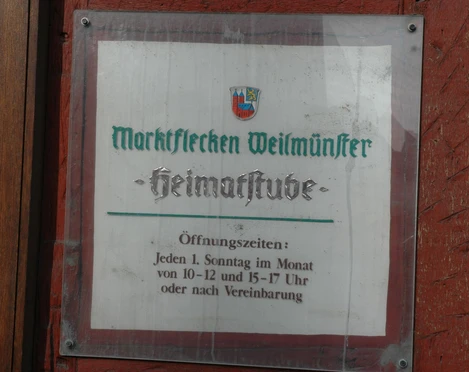 Marktflecken Weilmünster
-Heimatstube-
Öffnungszeiten:
Jeden 1. Sonntag im Monat
von 10-12 und 15-17 Uhr
oder nach Vereinbarung